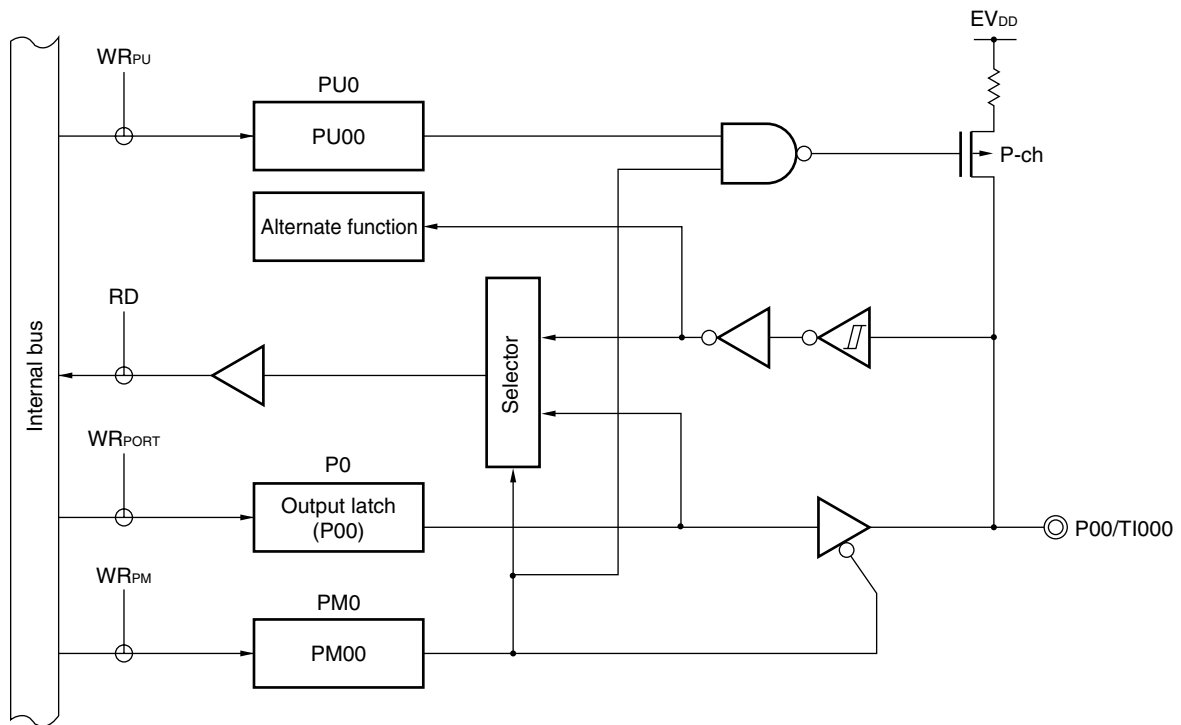 EVDD
WRPU
PU0
PU00
P-ch
Alternate function
RD
Internal bus
Selector
WRPORT
P0
Output latch
(P00)
P00/TI000
WRPM
PM0
PM00